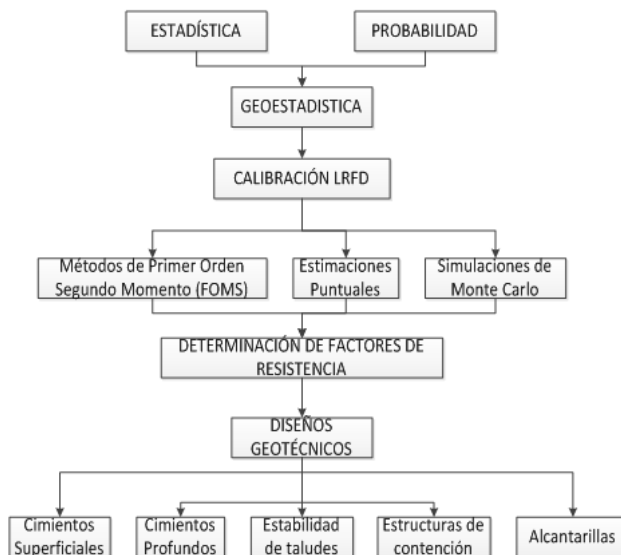 ESTADÍSTICA
PROBABILIDAD
GEOESTADISTICA
CALIBRACIÓN LRFD
Métodos de Primer Orden
Segundo Momento (FOMS)
Estimaciones
Puntuales
Simulaciones de
Monte Carlo
DETERMINACIÓN DE FACTORES DE
RESISTENCIA
DISEÑOS
GEOTÉCNICOS
Cimientos
Superficiales
Cimientos
Profundos
Estabilidad
de taludes
Estructuras de
contención
Alcantarillas